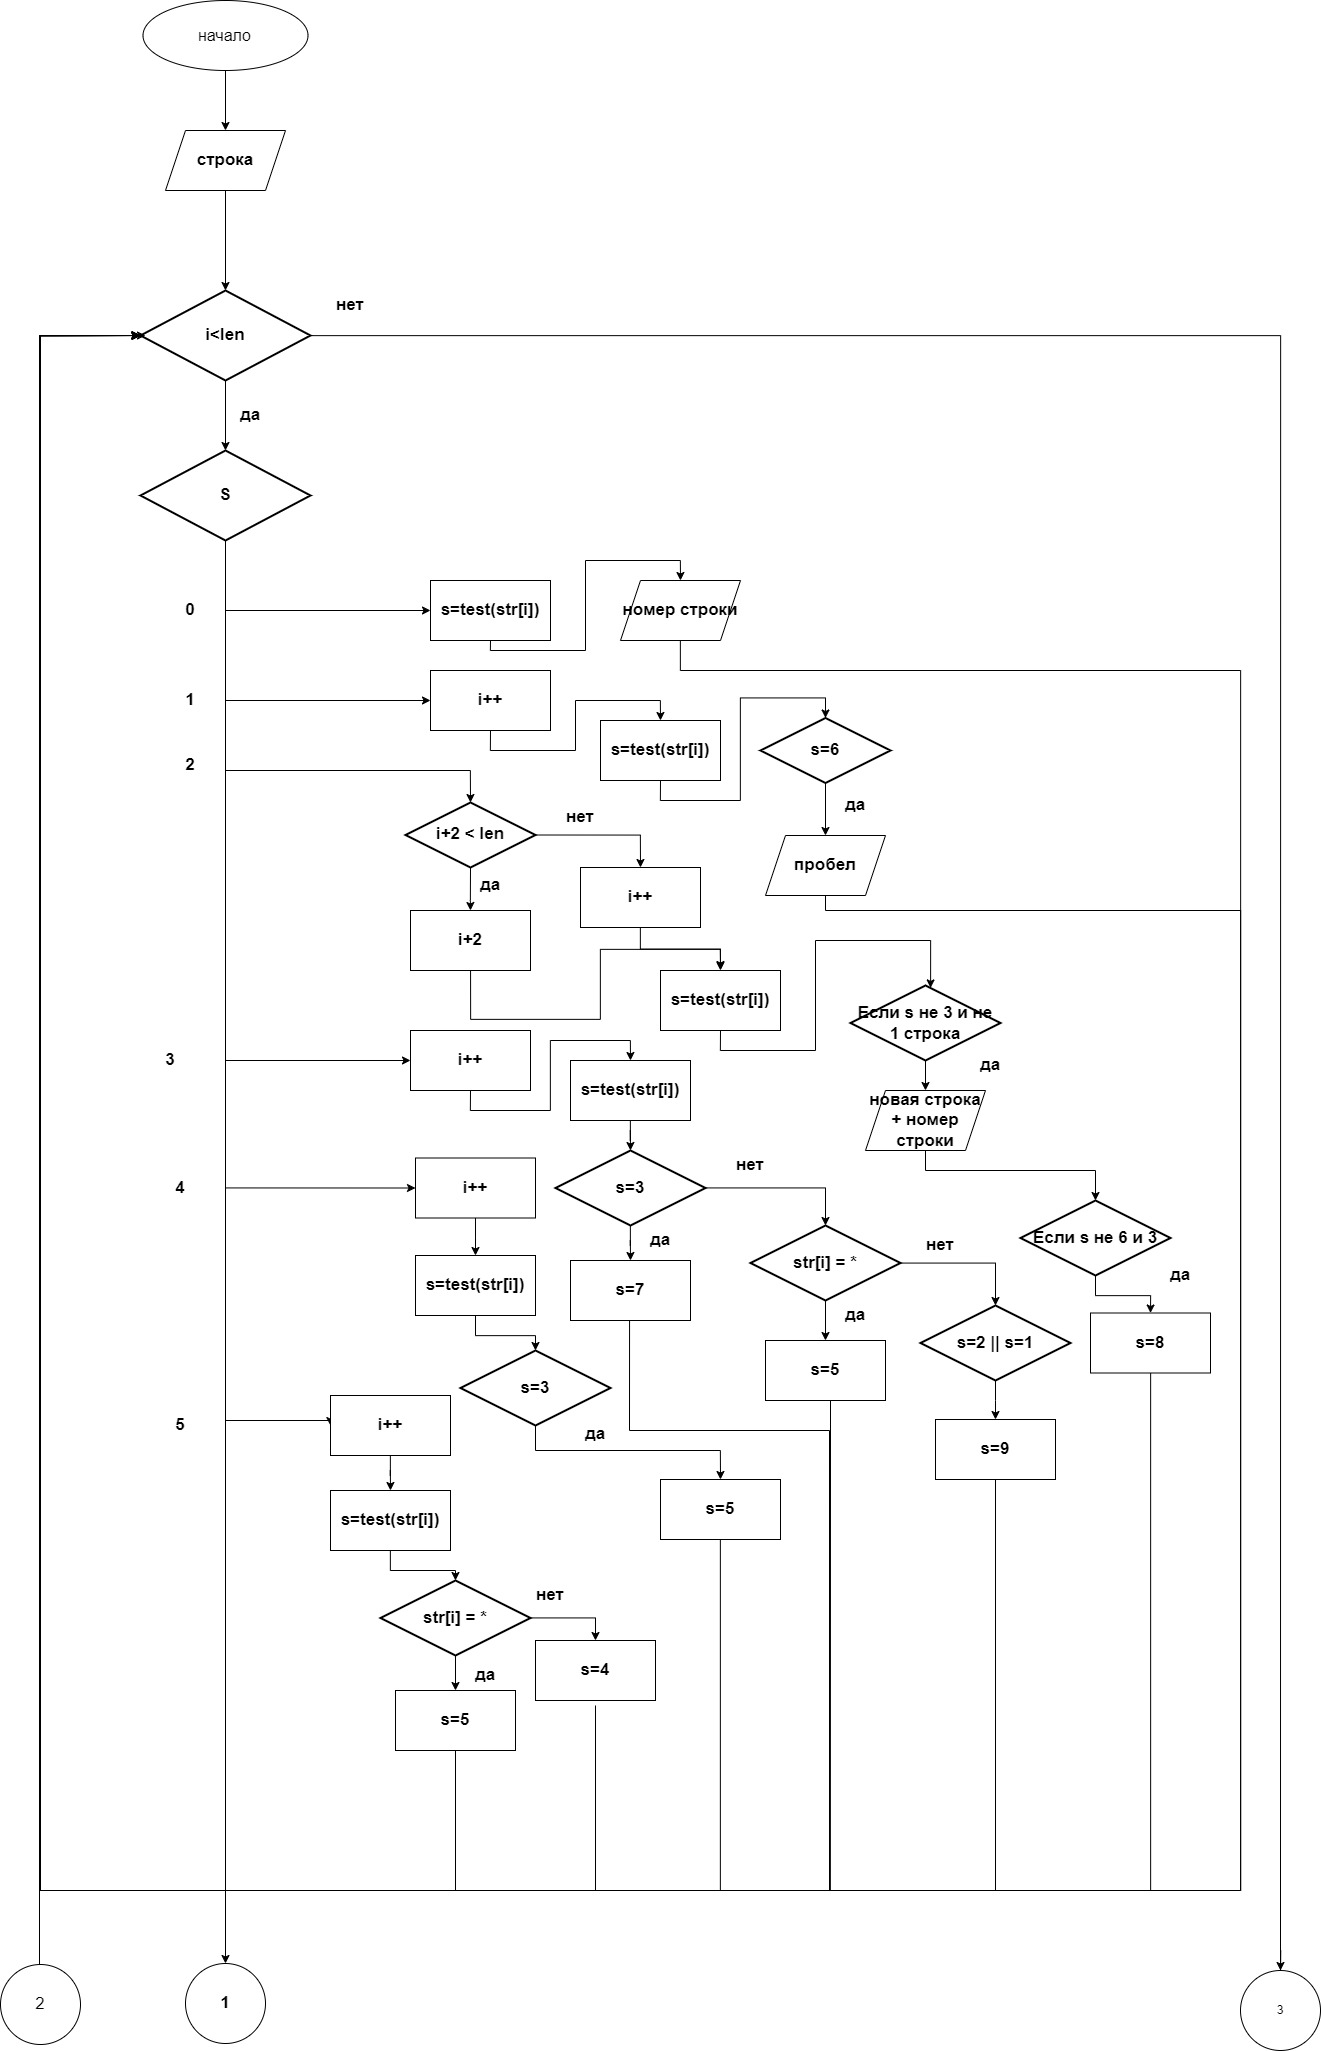 начало
строка
нет
i<len
да
S
0
s=test(str[i])
номер строки
1
i++
s=test(str[i])
s=6
2
да
i+2 < len
нет
пробел
да
i++
i+2
s=test(str[i])
Если s не 3 и не
1 строка
3
i++
да
s=test(str[i])
новая строка
+ номер
строки
нет
4
i++
s=3
Если s не 6 и 3
да
нет
str[i] = *
да
s=test(str[i])
s=7
да
s=2 || s=1
s=8
s=5
s=3
5
i++
да
s=9
s=5
s=test(str[i])
нет
str[i] = *
s=4
да
s=5
2
1
3